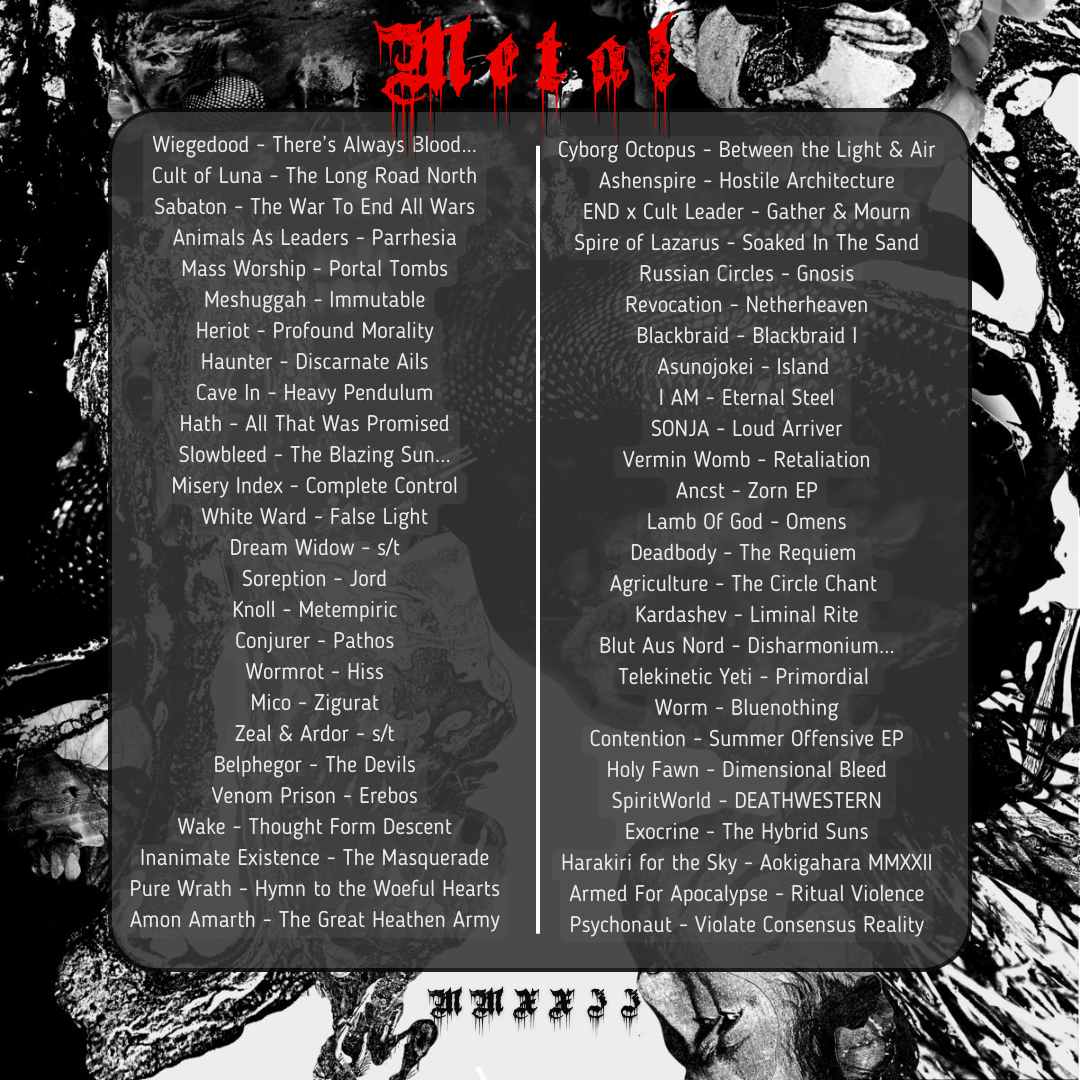 Metal
Wiegedood – There's Always Blood...
Cult of Luna – The Long Road North
Sabaton – The War To End All Wars
Animals As Leaders – Parrhesia
Mass Worship – Portal Tombs
Meshuggah – Immutable
Heriot – Profound Morality
Haunter – Discarnate Ails
Cave In – Heavy Pendulum
Hath – All That Was Promised
Slowbleed – The Blazing Sun...
Misery Index – Complete Control
White Ward – False Light
Dream Widow – s/t
Soreption – Jord
Knoll – Metempiric
Conjurer – Pathos
Wormrot – Hiss
Mico – Zigurat
Zeal & Ardor – s/t
Belphegor – The Devils
Venom Prison – Erebos
Wake – Thought Form Descent
Inanimate Existence – The Masquerade
Pure Wrath – Hymn to the Woeful Hearts
Amon Amarth – The Great Heathen Army
Cyborg Octopus – Between the Light & Air
Ashenspire – Hostile Architecture
END x Cult Leader – Gather & Mourn
Spire of Lazarus – Soaked In The Sand
Russian Circles – Gnosis
Revocation – Netherheaven
Blackbraid – Blackbraid I
Asunojokei – Island
I AM – Eternal Steel
SONJA – Loud Arriver
Vermin Womb – Retaliation
Ancst – Zorn EP
Lamb Of God – Omens
Deadbody – The Requiem
Agriculture – The Circle Chant
Kardashev – Liminal Rite
Blut Aus Nord – Disharmonium...
Telekinetic Yeti – Primordial
Worm – Bluenothing
Contention – Summer Offensive EP
Holy Fawn – Dimensional Bleed
SpiritWorld – DEATHWESTERN
Exocrine – The Hybrid Suns
Harakiri for the Sky – Aokigahara MMXXII
Armed For Apocalypse – Ritual Violence
Psychonaut – Violate Consensus Reality
MMXXII